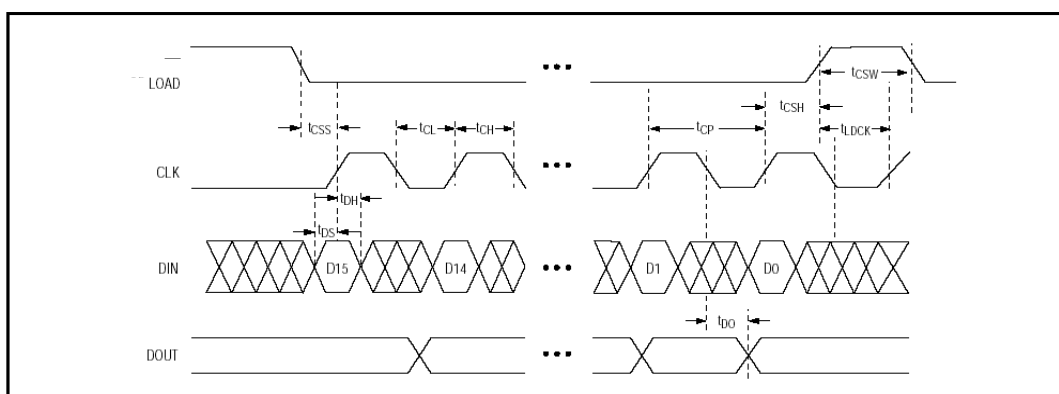 LOAD
tCSW
tCSH
tCSS
tCL
tCH
tCP
tLDCK
CLK
tDH
tDS
DIN
D15
D14
D1
D0
tDO
DOUT